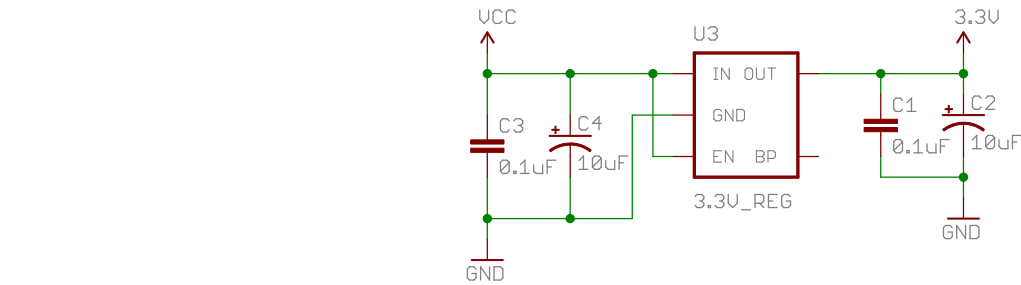 VCC
3.3V
U3
IN OUT
GND
EN BP
3.3V_REG
C3
0.1uF
C4
10uF
C1
0.1uF
C2
10uF
GND
GND